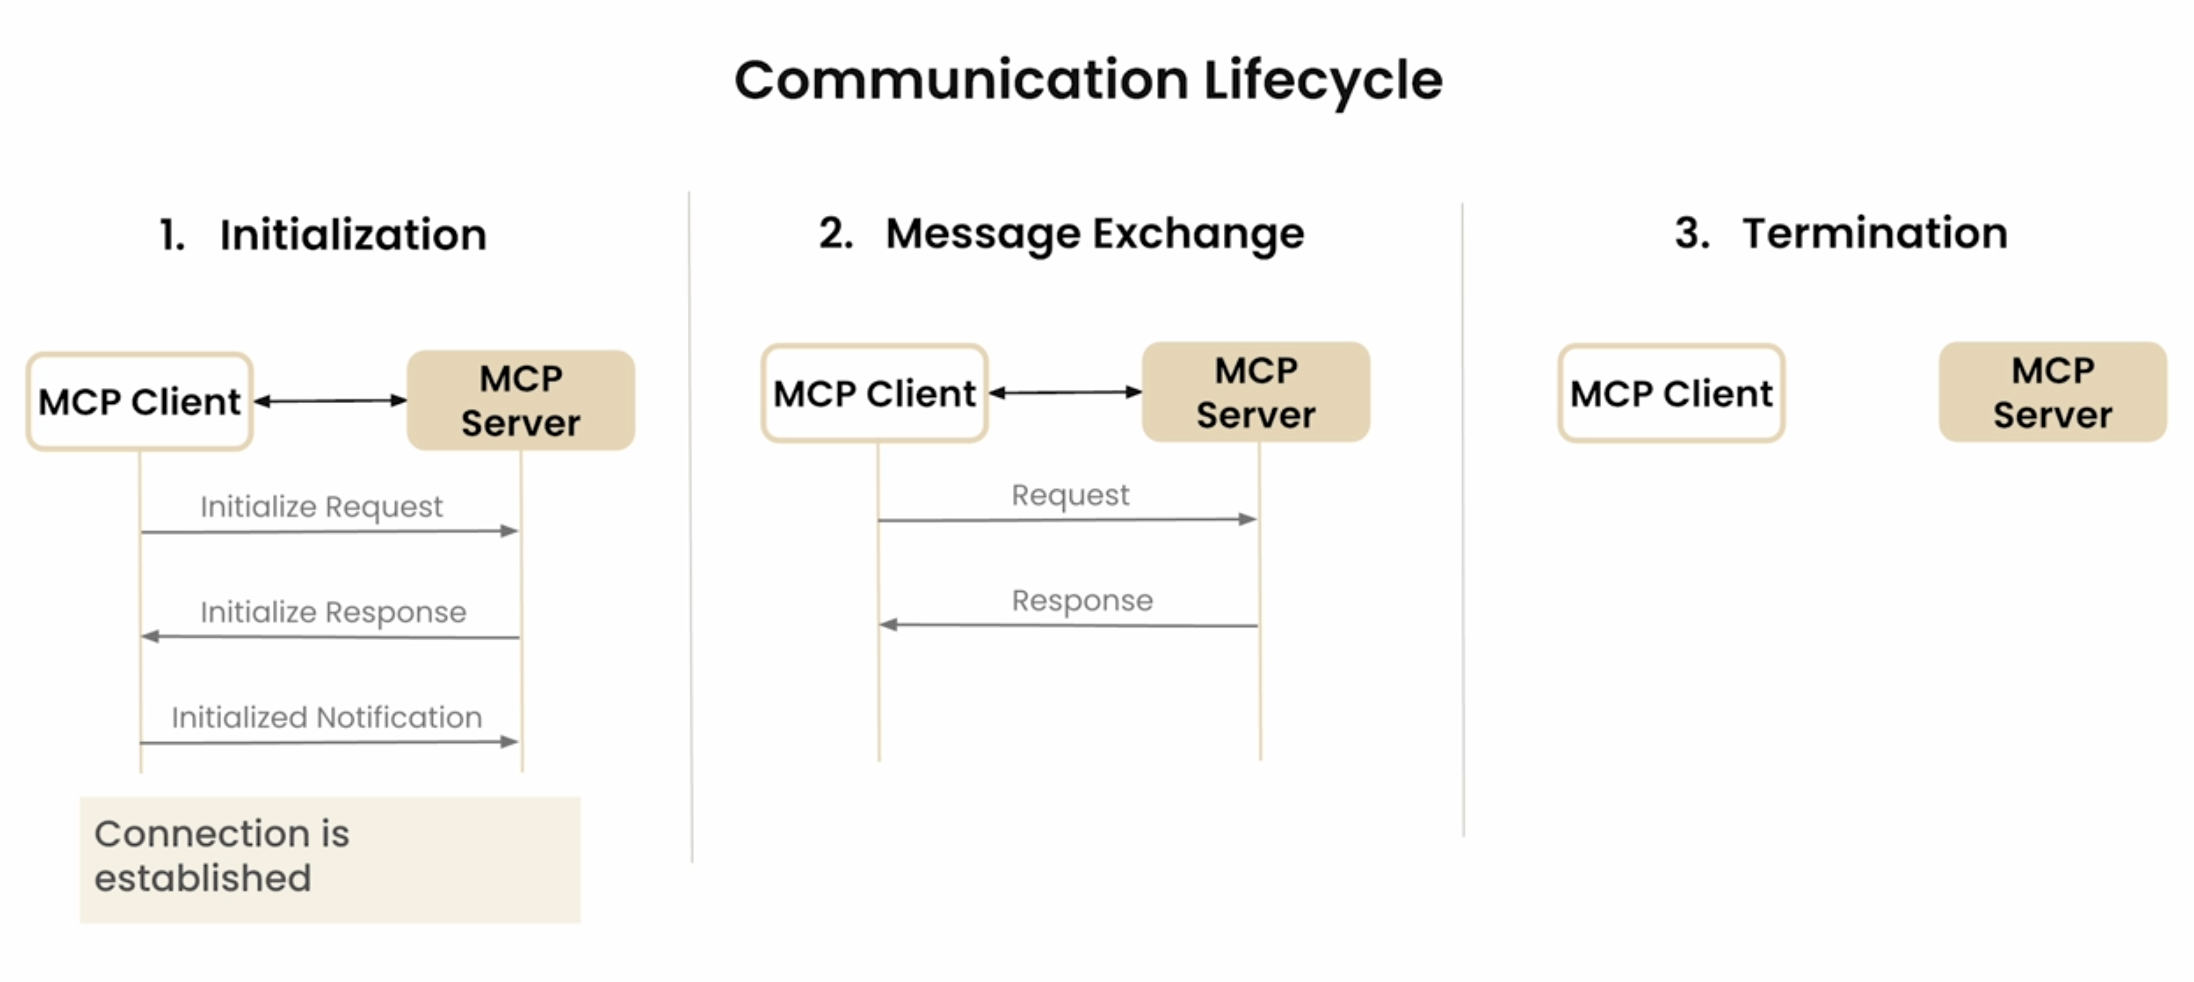 Communication Lifecycle
1. Initialization
MCP Client
MCP
Server
Initialize Request
Initialize Response
Initialized Notification
Connection is
established
2. Message Exchange
MCP Client
MCP
Server
Request
Response
3. Termination
MCP Client
MCP
Server